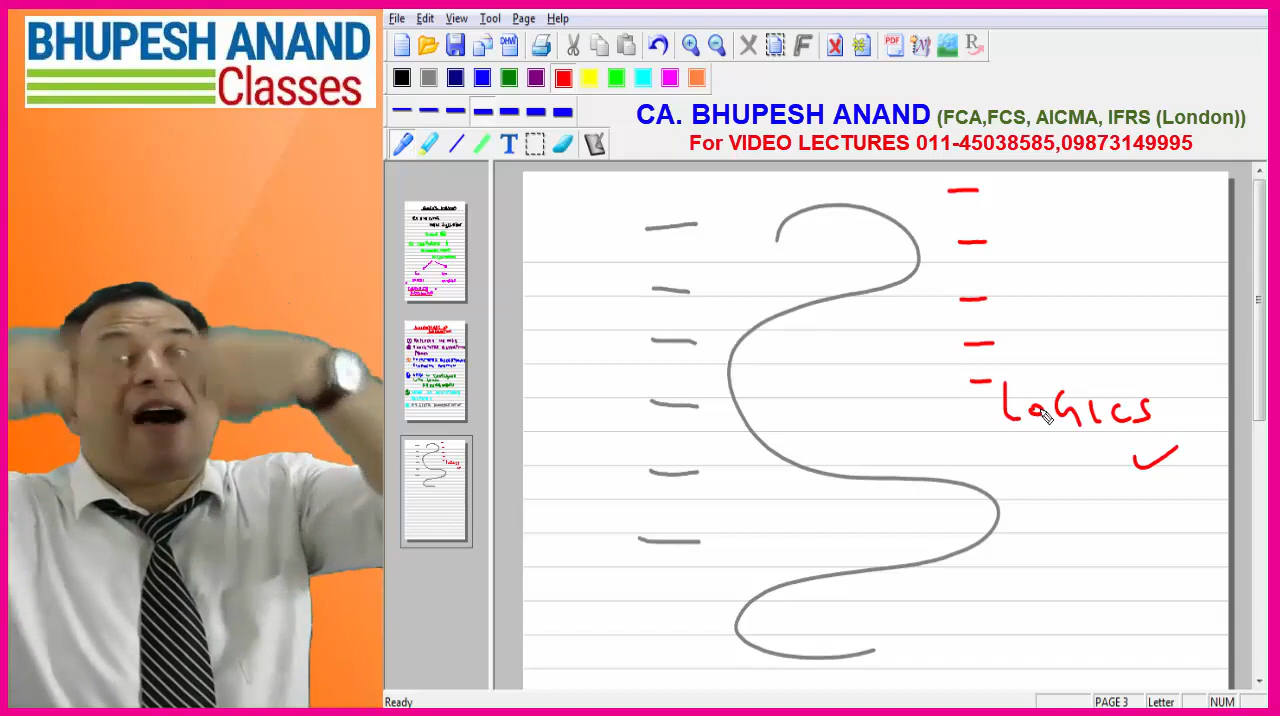 BHUPESH ANAND
Classes
File Edit View Tool Page Help
CA. BHUPESH ANAND (FCA,FCS, AICMA, IFRS (London))
For VIDEO LECTURES 011-45038585,09873149995
LOGICS
Ready
PAGE 3 Letter NUM